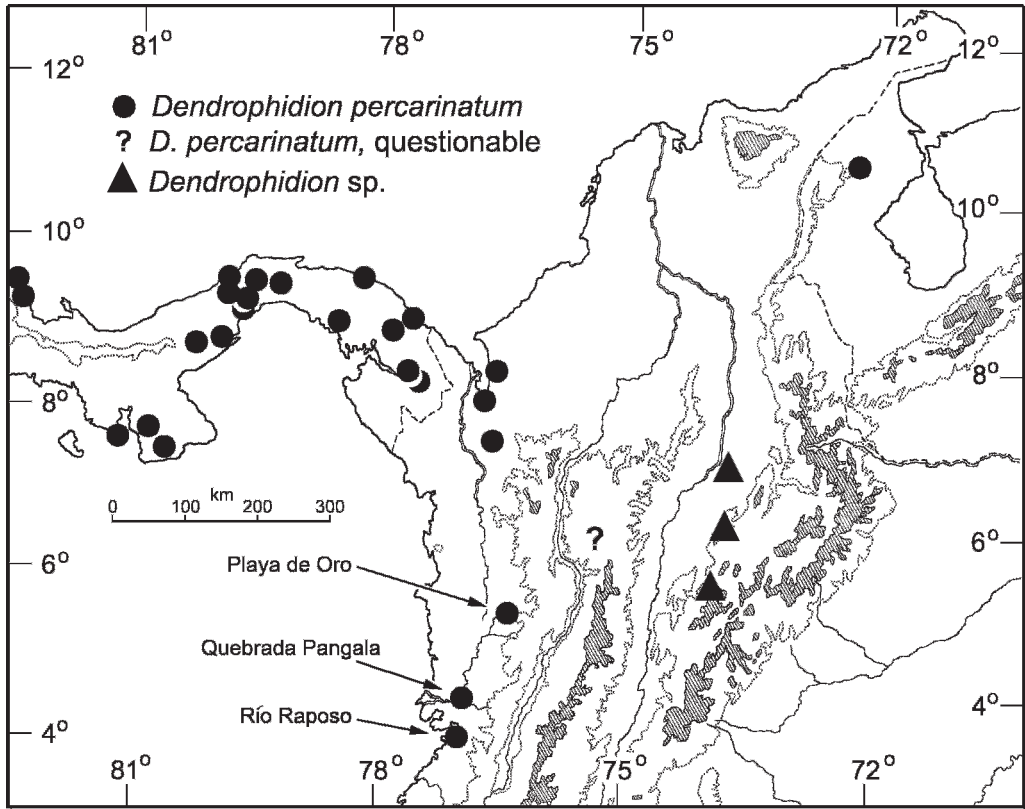 81° 78° 75° 72°
12° 12°
Dendrophidion percarinatum
? D. percarinatum, questionable
Dendrophidion sp.
10° 10°
8° 8°
km
0 100 200 300
?
6° 6°
Playa de Oro
Quebrada Pangala
Río Raposo
4° 4°
81° 78° 75° 72°